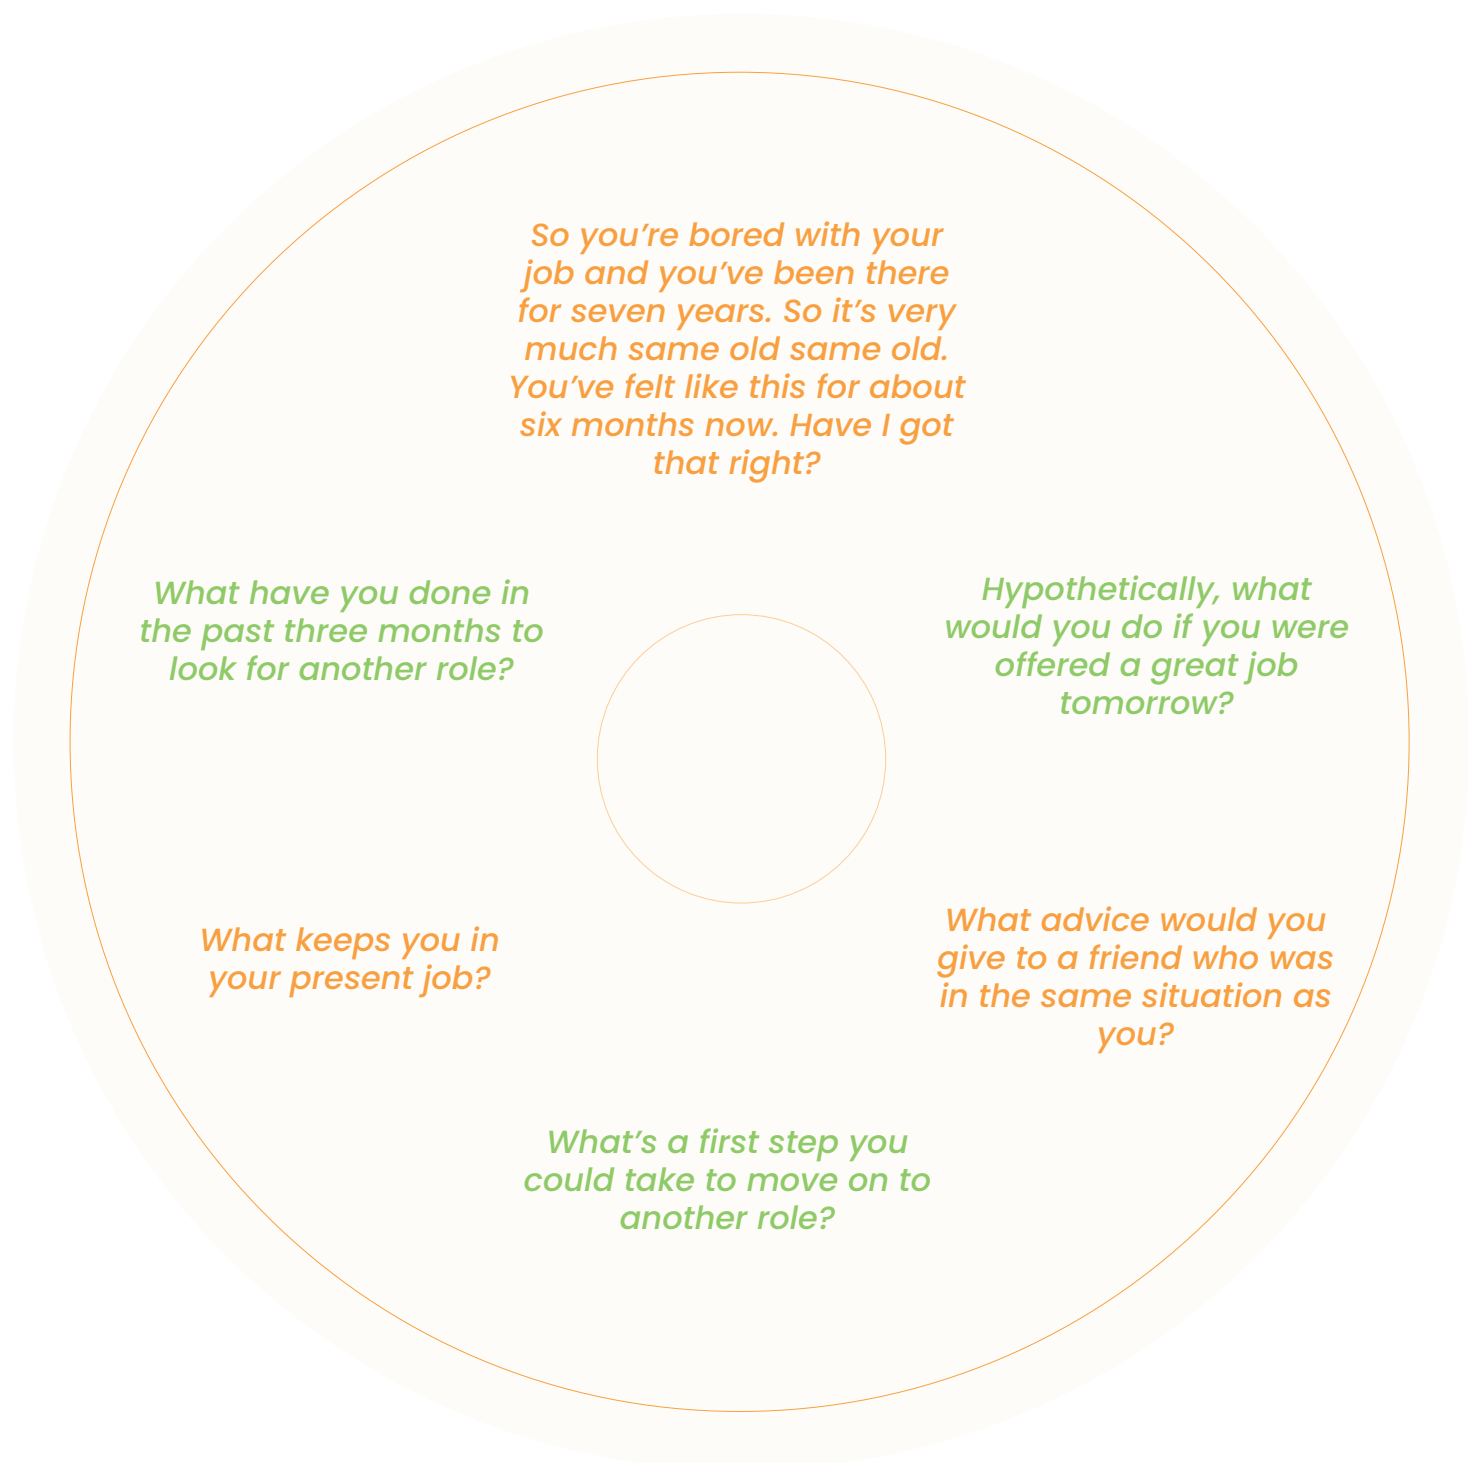 So you’re bored with your
job and you’ve been there
for seven years. So it’s very
much same old same old.
You’ve felt like this for about
six months now. Have I got
that right?
What have you done in
the past three months to
look for another role?
Hypothetically, what
would you do if you were
offered a great job
tomorrow?
What keeps you in
your present job?
What advice would you
give to a friend who was
in the same situation as
you?
What’s a first step you
could take to move on to
another role?